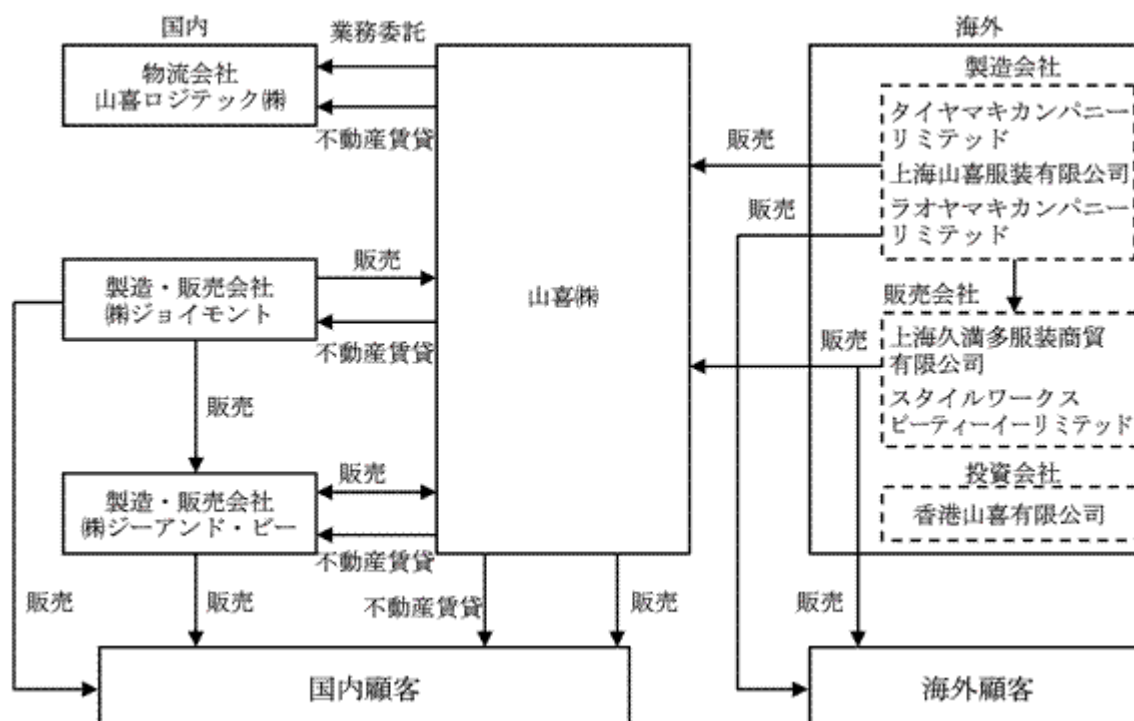 国内
業務委託
海外
物流会社
山喜ロジテック㈱
不動産賃貸
製造会社
タイヤマキカンパニー
リミテッド
上海山喜服装有限公司
ラオヤマキカンパニー
リミテッド
販売
販売
販売
製造・販売会社
㈱ジョイモント
不動産賃貸
山喜㈱
販売会社
販売
上海久満多服装商貿
有限公司
スタイルワークス
ピーティーイーリミテッド
販売
販売
製造・販売会社
㈱ジーアンド・ビー
不動産賃貸
投資会社
香港山喜有限公司
販売
販売
不動産賃貸
販売
販売
国内顧客
海外顧客